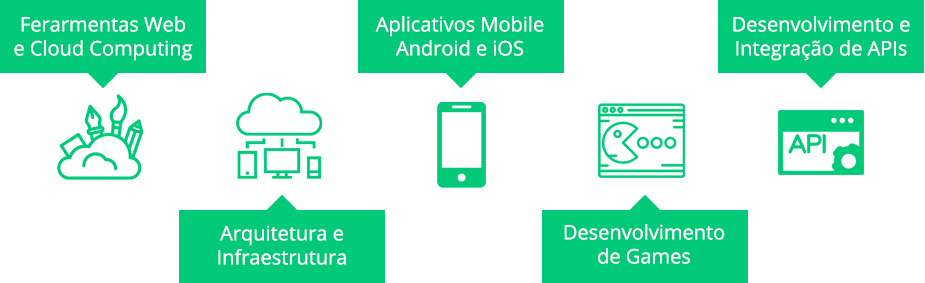 Ferarmentas Web
e Cloud Computing
Aplicativos Mobile
Android e iOS
Desenvolvimento e
Integração de APIs
API
Arquitetura e
Infraestrutura
Desenvolvimento
de Games